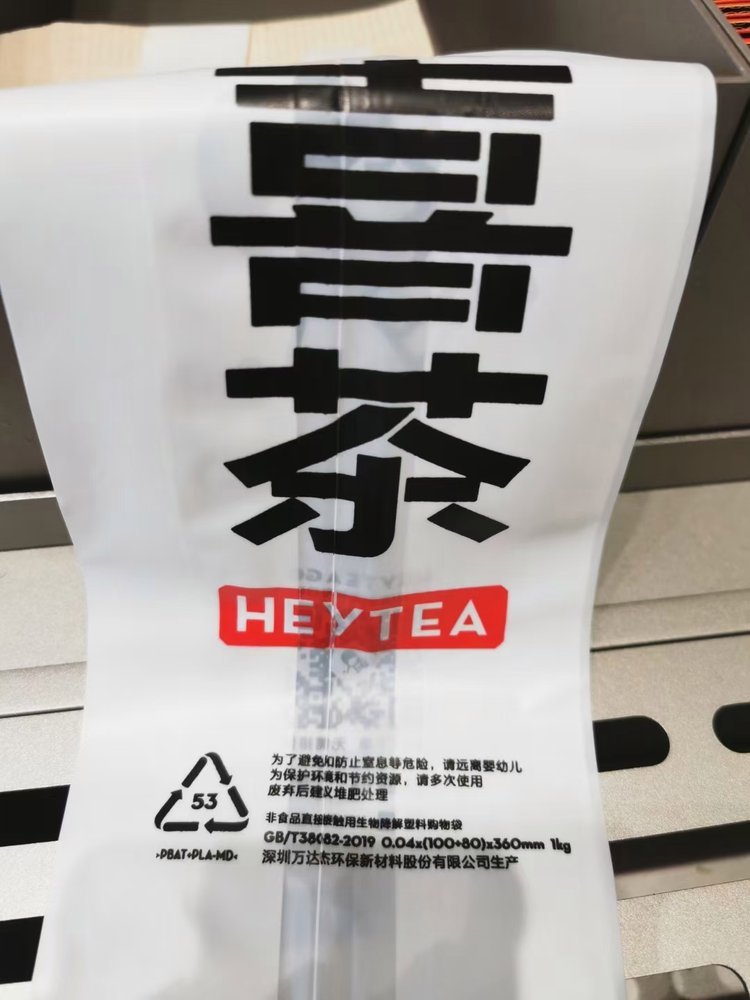 喜茶
HEYTEA
53
>PBAT+PLA-MD<
为了避免和防止窒息等危险，请远离婴幼儿
为保护环境和节约资源，请多次使用
废弃后建议堆肥处理
非食品直接接触用生物降解塑料购物袋
GB/T38082-2019 0.04x(100+80)x360mm 1kg
深圳万达杰环保新材料股份有限公司生产